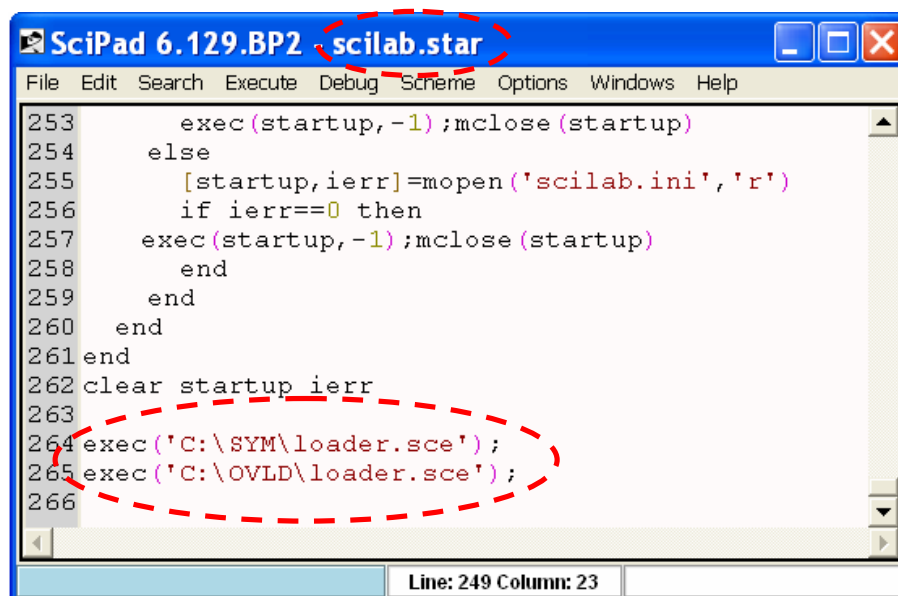 SciPad 6.129.BP2 - scilab.star
File Edit Search Execute Debug Scheme Options Windows Help
253       exec(startup,-1);mclose(startup)
254     else
255       [startup,ierr]=mopen('scilab.ini','r')
256       if ierr==0 then
257    exec(startup,-1);mclose(startup)
258       end
259     end
260   end
261 end
262 clear startup ierr
263
264 exec('C:\SYM\loader.sce');
265 exec('C:\OVLD\loader.sce');
266
Line: 249 Column: 23